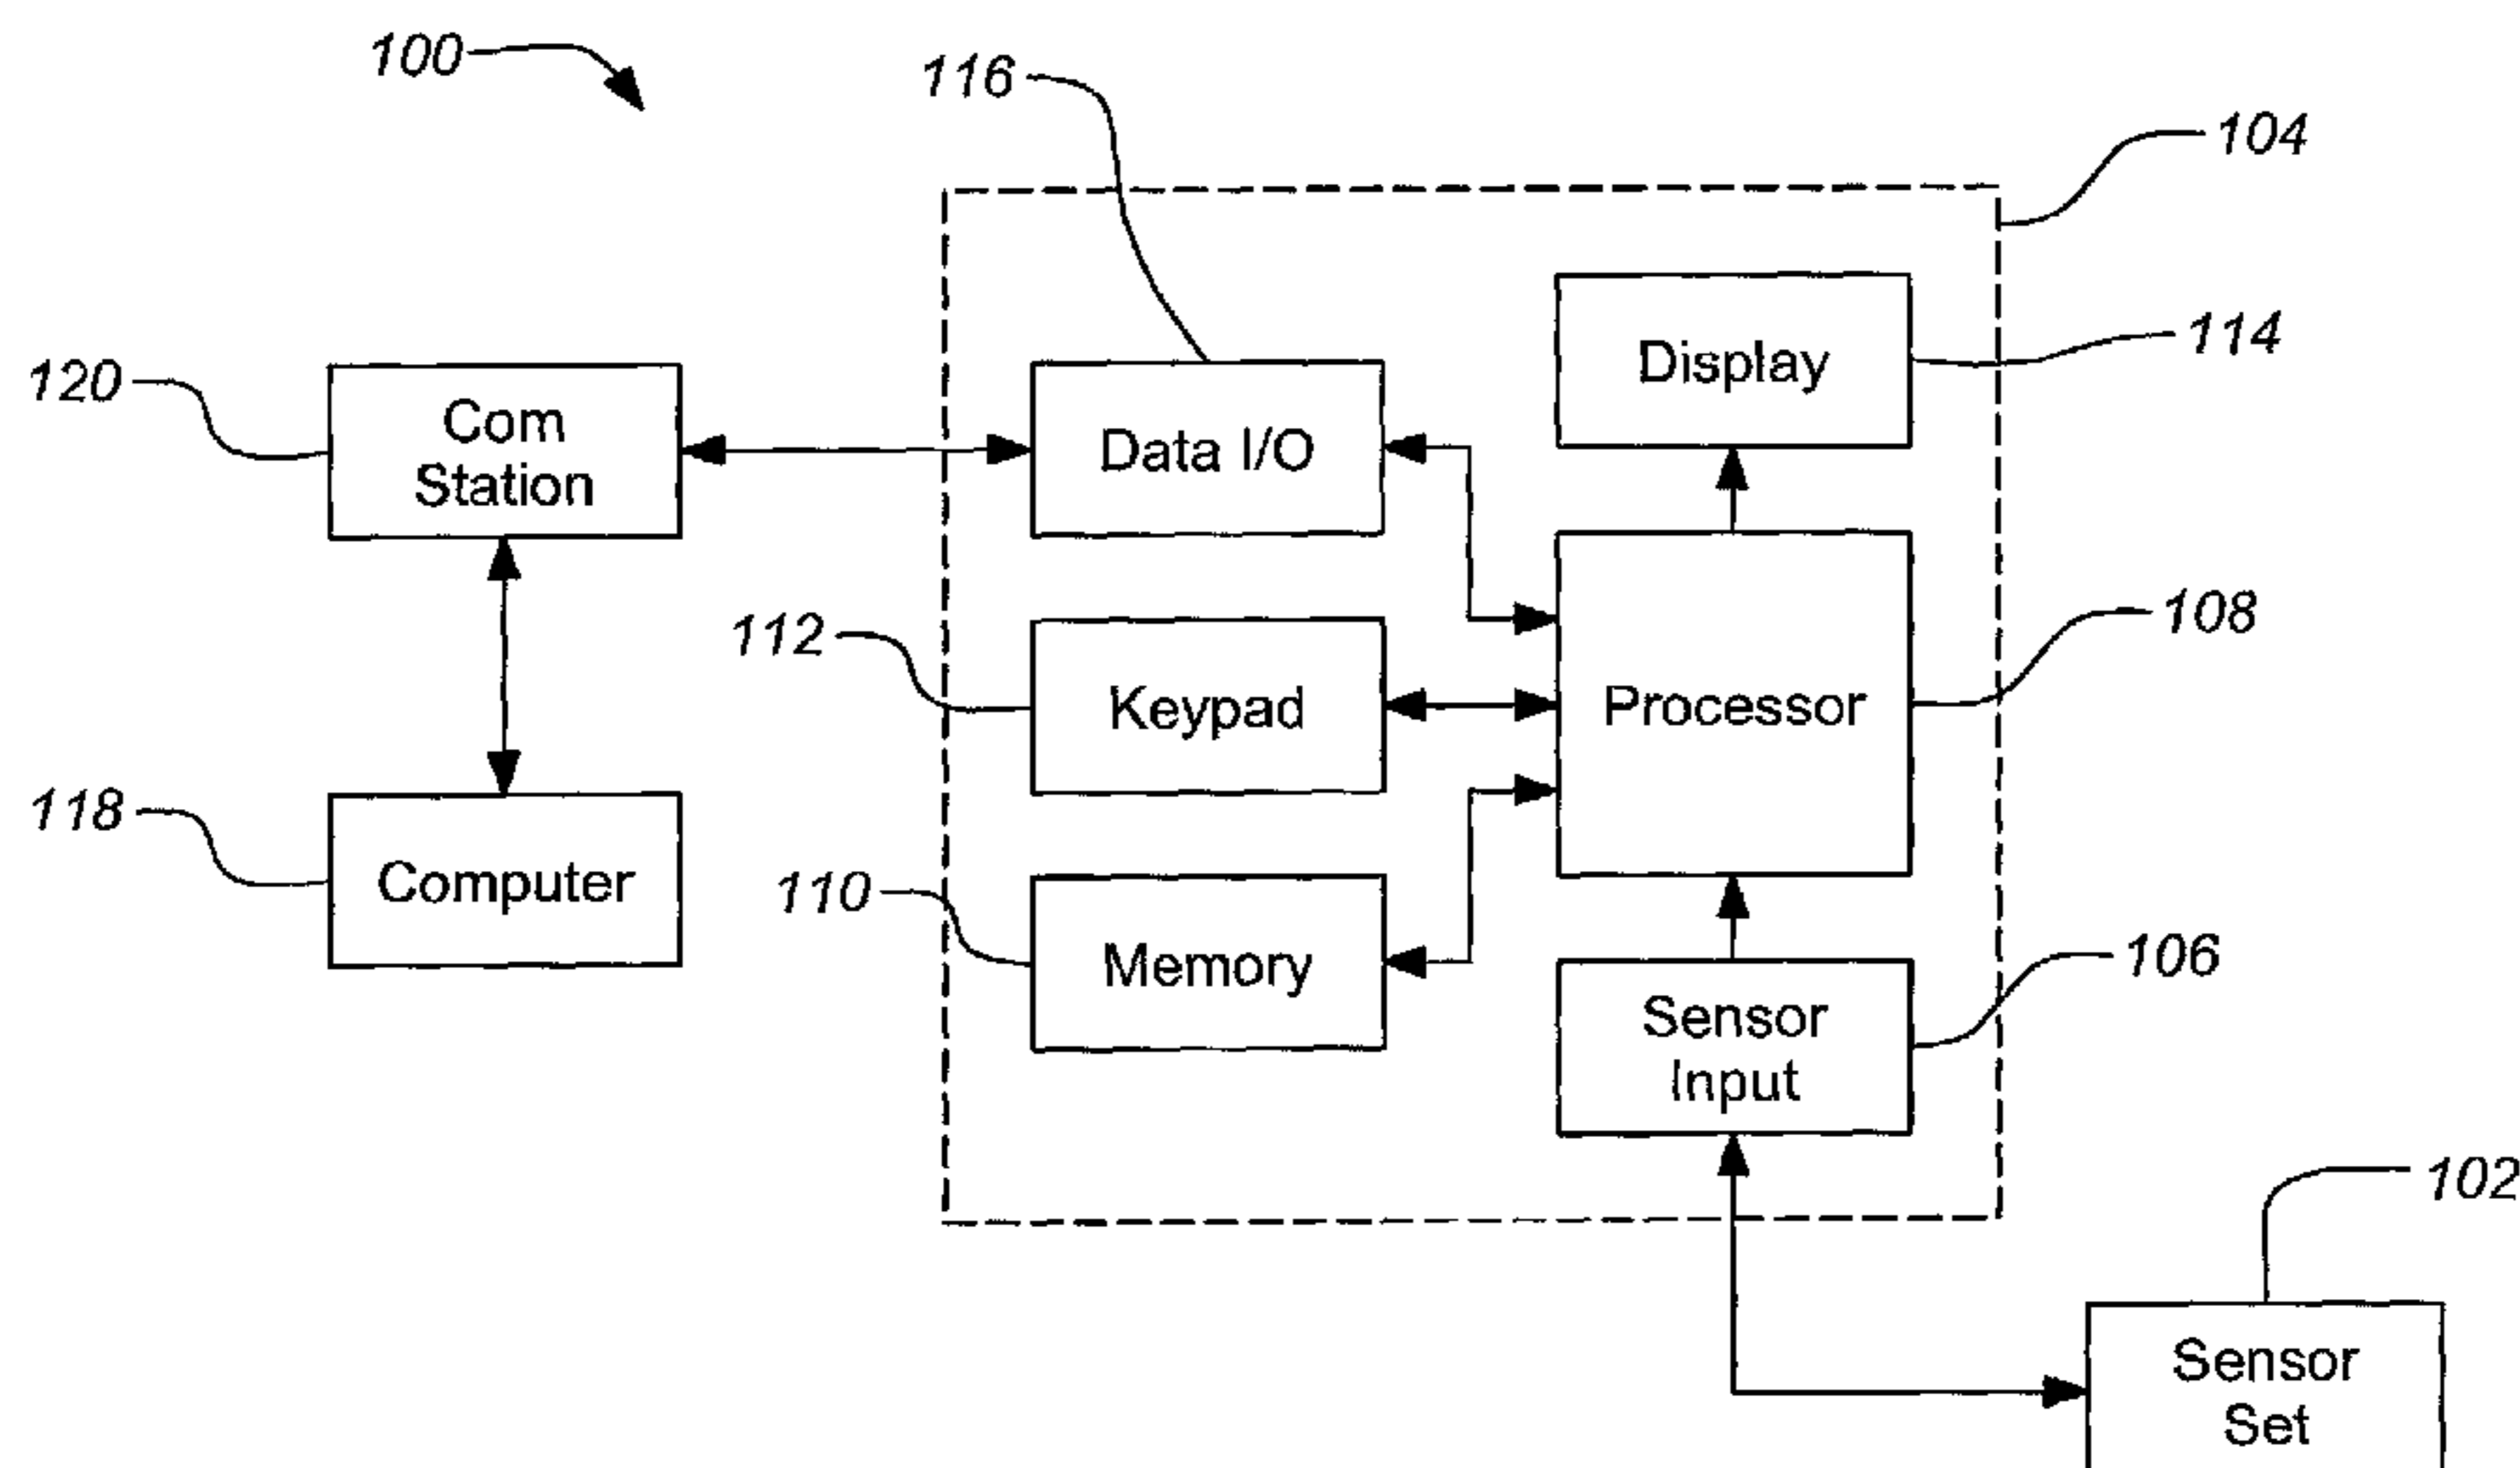 100
116
104
120
Com
Station
Data I/O
Display
114
112
Keypad
Processor
108
118
Computer
110
Memory
Sensor
Input
106
102
Sensor
Set